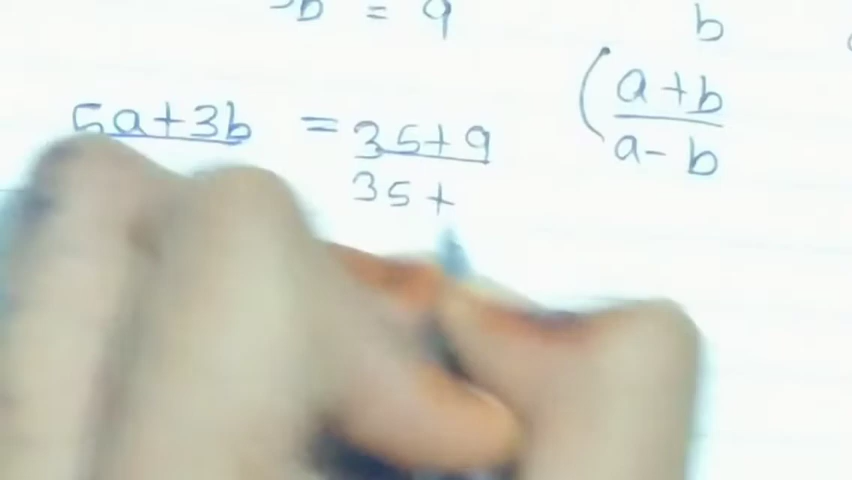 b = 9
b
5a+3b = 35+9
35+
(a+b
a-b